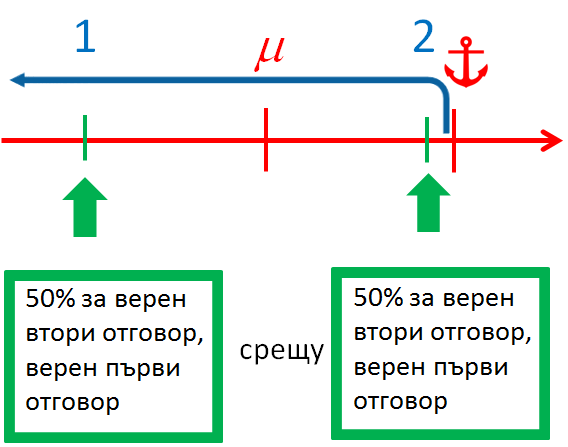 1 μ 2
50% за верен
втори отговор,
верен първи
отговор
срещу
50% за верен
втори отговор,
верен първи
отговор